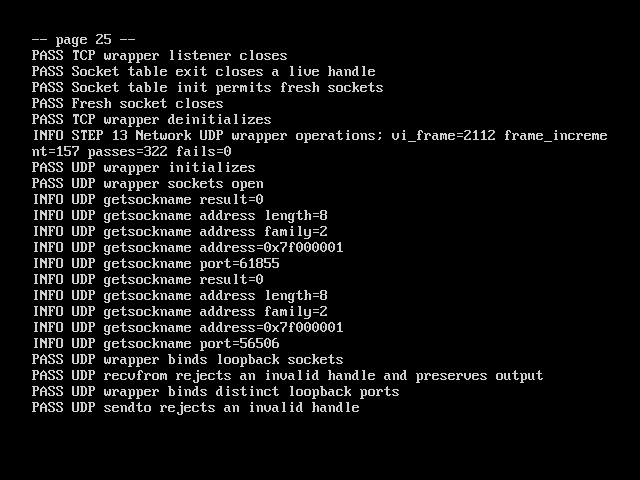 -- page 25 --
PASS TCP wrapper listener closes
PASS Socket table exit closes a live handle
PASS Socket table init permits fresh sockets
PASS Fresh socket closes
PASS TCP wrapper deinitializes
INFO STEP 13 Network UDP wrapper operations; vi_frame=2112 frame_increme
nt=157 passes=322 fails=0
PASS UDP wrapper initializes
PASS UDP wrapper sockets open
INFO UDP getsockname result=0
INFO UDP getsockname address length=8
INFO UDP getsockname address family=2
INFO UDP getsockname address=0x7f000001
INFO UDP getsockname port=61855
INFO UDP getsockname result=0
INFO UDP getsockname address length=8
INFO UDP getsockname address family=2
INFO UDP getsockname address=0x7f000001
INFO UDP getsockname port=56506
PASS UDP wrapper binds loopback sockets
PASS UDP recvfrom rejects an invalid handle and preserves output
PASS UDP wrapper binds distinct loopback ports
PASS UDP sendto rejects an invalid handle